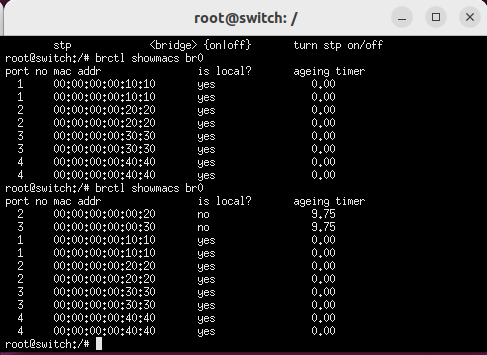 root@switch: /
stp <bridge> {on|off} turn stp on/off
root@switch:/# brctl showmacs br0
port no mac addr is local? ageing timer
1 00:00:00:00:10:10 yes 0.00
1 00:00:00:00:10:10 yes 0.00
2 00:00:00:00:20:20 yes 0.00
2 00:00:00:00:20:20 yes 0.00
3 00:00:00:00:30:30 yes 0.00
3 00:00:00:00:30:30 yes 0.00
4 00:00:00:00:40:40 yes 0.00
4 00:00:00:00:40:40 yes 0.00
root@switch:/# brctl showmacs br0
port no mac addr is local? ageing timer
2 00:00:00:00:00:20 no 9.75
3 00:00:00:00:00:30 no 9.75
1 00:00:00:00:10:10 yes 0.00
1 00:00:00:00:10:10 yes 0.00
2 00:00:00:00:20:20 yes 0.00
2 00:00:00:00:20:20 yes 0.00
3 00:00:00:00:30:30 yes 0.00
3 00:00:00:00:30:30 yes 0.00
4 00:00:00:00:40:40 yes 0.00
4 00:00:00:00:40:40 yes 0.00
root@switch:/#